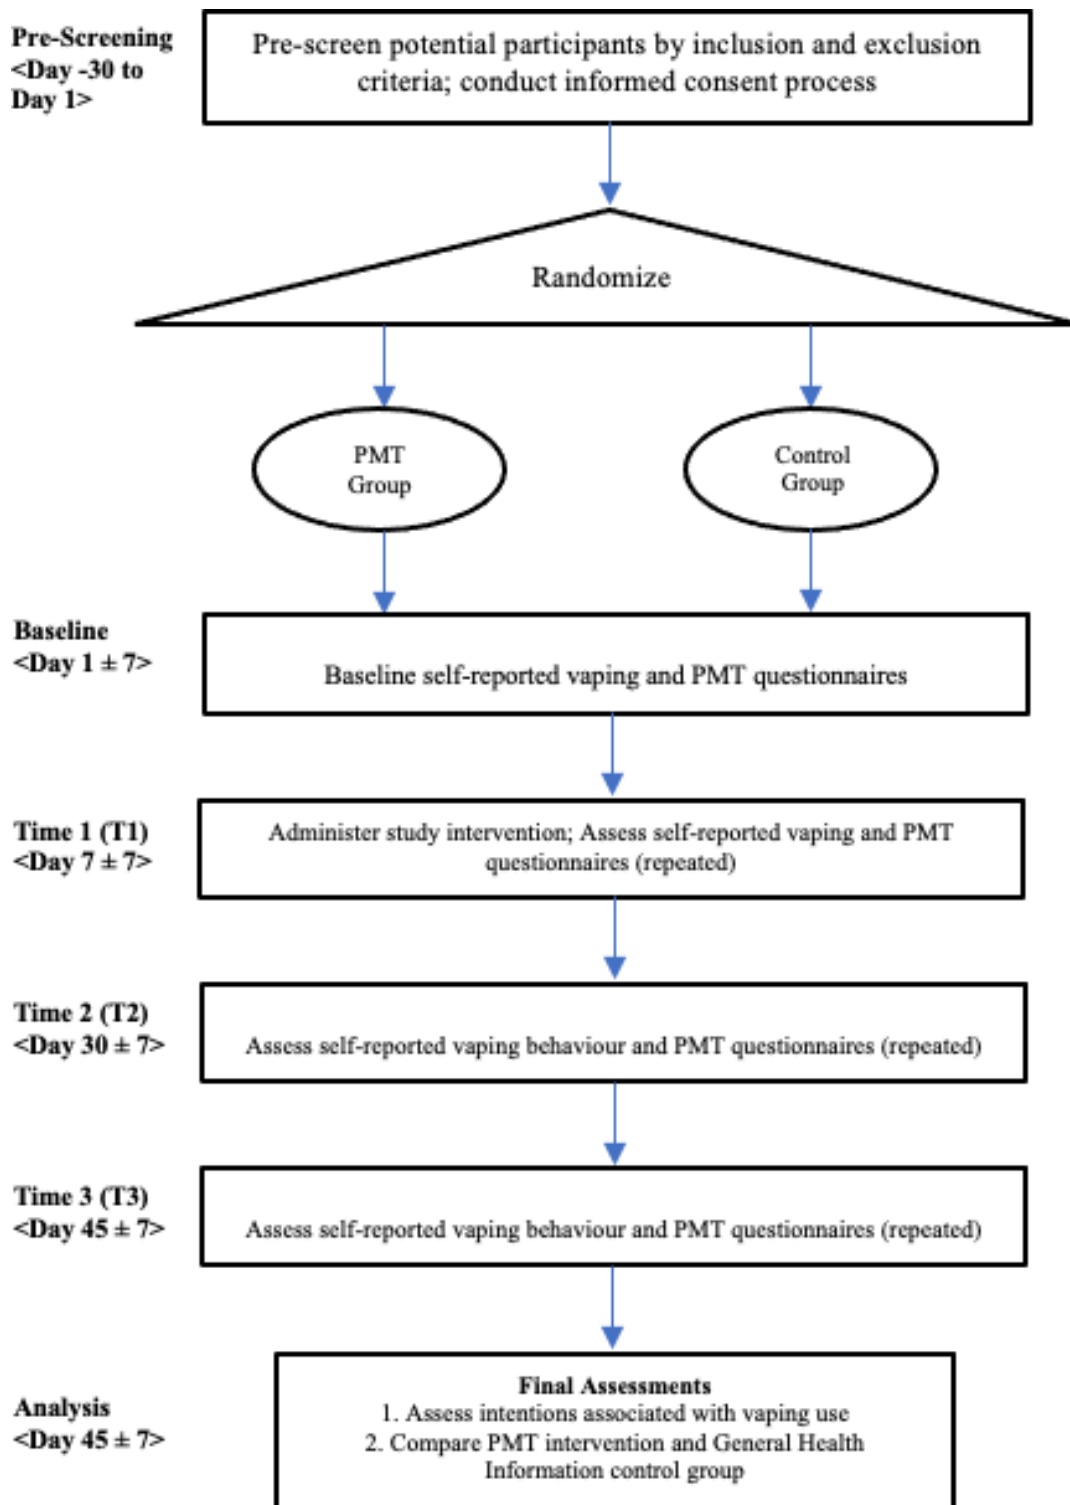 Pre-Screening
<Day -30 to
Day 1>
Pre-screen potential participants by inclusion and exclusion
criteria; conduct informed consent process
Randomize
PMT
Group
Control
Group
Baseline
<Day 1 ± 7>
Baseline self-reported vaping and PMT questionnaires
Time 1 (T1)
<Day 7 ± 7>
Administer study intervention; Assess self-reported vaping and PMT
questionnaires (repeated)
Time 2 (T2)
<Day 30 ± 7>
Assess self-reported vaping behaviour and PMT questionnaires (repeated)
Time 3 (T3)
<Day 45 ± 7>
Assess self-reported vaping behaviour and PMT questionnaires (repeated)
Analysis
<Day 45 ± 7>
Final Assessments
1. Assess intentions associated with vaping use
2. Compare PMT intervention and General Health
Information control group